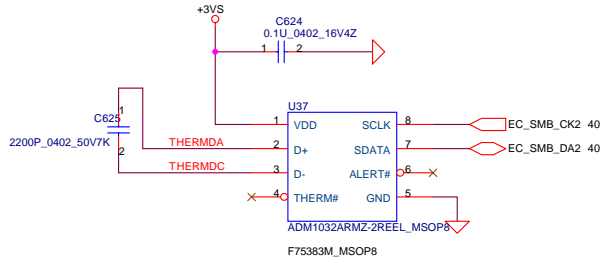 +3VS
C624
0.1U_0402_16V4Z
1 2
U37
C625
1
2
2200P_0402_50V7K
THERMDA
THERMDC
1 VDD SCLK 8 EC_SMB_CK2 40
2 D+ SDATA 7 EC_SMB_DA2 40
3 D- ALERT# 6
4 THERM# GND 5
ADM1032ARMZ-2REEL_MSOP8
F75383M_MSOP8